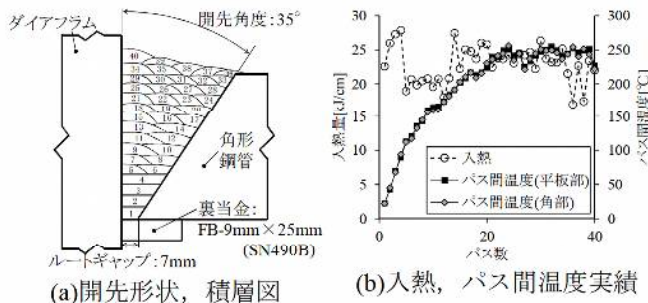 開先角度:35°
ダイアフラム
角形
鋼管
裏当金:
FB-9mm×25mm
(SN490B)
ルートギャップ:7mm
(a)開先形状,積層図
入熱量[kJ/cm]
40
35
30
25
20
15
10
5
0
入熱
パス間温度(平板部)
パス間温度(角部)
0
10
20
30
40
パス数
300
250
200
150
100
50
0
パス間温度[℃]
(b)入熱,パス間温度実績